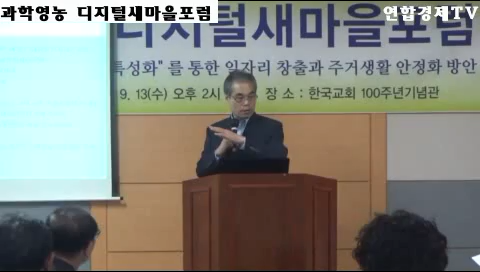 과학영농 디지털새마을포럼
연합경제TV
디지털새마을포럼
특성화" 를 통한 일자리 창출과 주거생활 안정화 방안
9. 13(수) 오후 2시 장 소 : 한국교회 100주년기념관